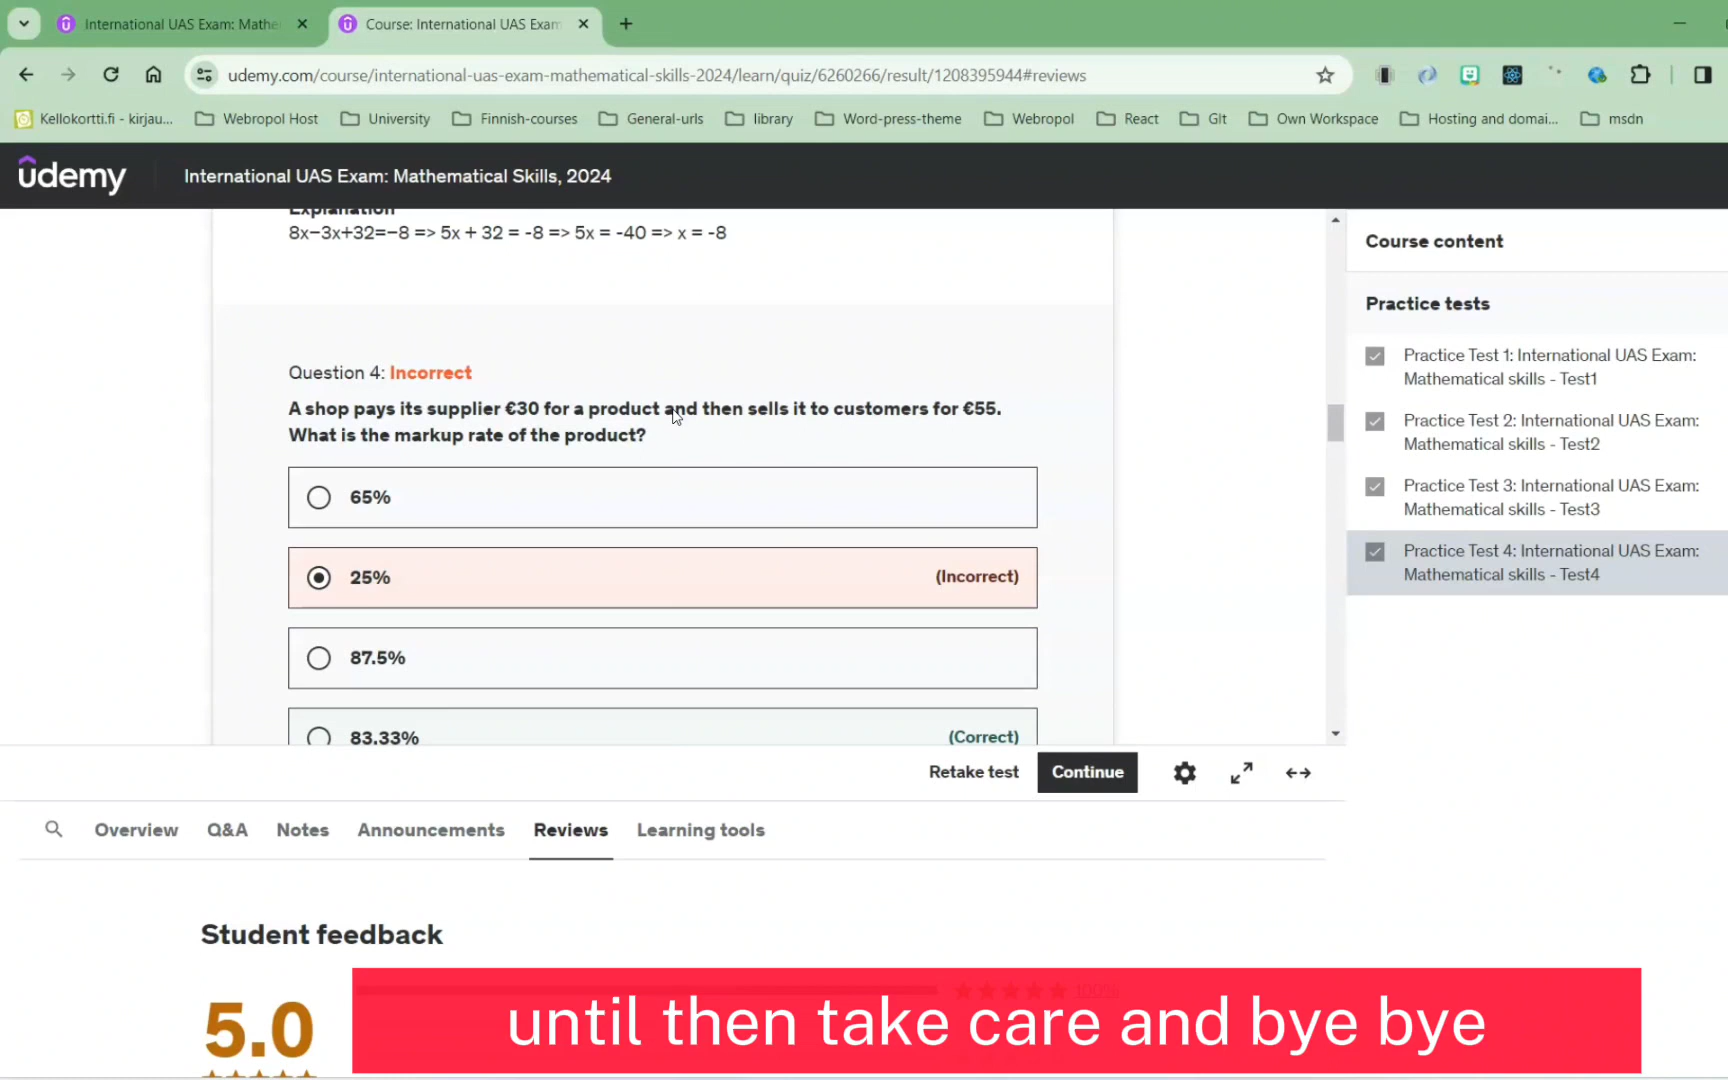 International UAS Exam: Mathe
Course: International UAS Exam
udemy.com/course/international-uas-exam-mathematical-skills-2024/learn/quiz/6260266/result/1208395944#reviews
Kellokortti.fi - kirjau...
Webropol Host
University
Finnish-courses
General-urls
library
Word-press-theme
Webropol
React
GIt
Own Workspace
Hosting and domai...
msdn
udemy
International UAS Exam: Mathematical Skills, 2024
Explanation
8x−3x+32=−8 => 5x + 32 = -8 => 5x = -40 => x = -8
Question 4: Incorrect
A shop pays its supplier €30 for a product and then sells it to customers for €55.
What is the markup rate of the product?
65%
25%
(Incorrect)
87.5%
83.33%
(Correct)
Course content
Practice tests
Practice Test 1: International UAS Exam:
Mathematical skills - Test1
Practice Test 2: International UAS Exam:
Mathematical skills - Test2
Practice Test 3: International UAS Exam:
Mathematical skills - Test3
Practice Test 4: International UAS Exam:
Mathematical skills - Test4
Retake test
Continue
Overview
Q&A
Notes
Announcements
Reviews
Learning tools
Student feedback
5.0
100%
until then take care and bye bye